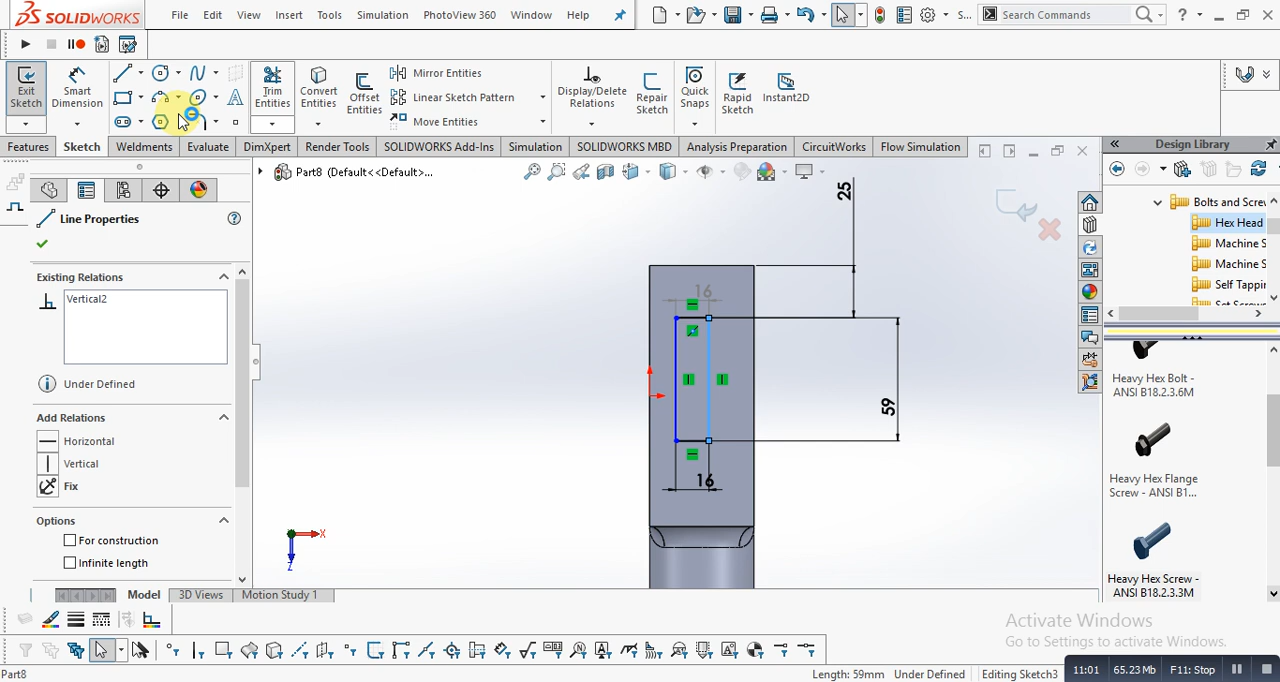 SOLIDWORKS File Edit View Insert Tools Simulation PhotoView 360 Window Help S... Search Commands ?
Exit Sketch
Smart Dimension
Trim Entities
Convert Entities
Offset Entities
Mirror Entities
Linear Sketch Pattern
Move Entities
Display/Delete Relations
Repair Sketch
Quick Snaps
Rapid Sketch
Instant2D
Features Sketch Weldments Evaluate DimXpert Render Tools SOLIDWORKS Add-Ins Simulation SOLIDWORKS MBD Analysis Preparation CircuitWorks Flow Simulation
Design Library
Part8 (Default<<Default>...
Line Properties
Existing Relations
Vertical2
Under Defined
Add Relations
Horizontal
Vertical
Fix
Options
For construction
Infinite length
25
16
59
16
X
Z
Bolts and Screw
Hex Head
Machine S
Machine S
Self Tappir
Set Screws
Heavy Hex Bolt -
ANSI B18.2.3.6M
Heavy Hex Flange
Screw - ANSI B1...
Heavy Hex Screw -
ANSI B18.2.3.3M
Model 3D Views Motion Study 1
Activate Windows
Go to Settings to activate Windows.
Part8 Length: 59mm Under Defined Editing Sketch3
11:01 65.23 Mb F11: Stop